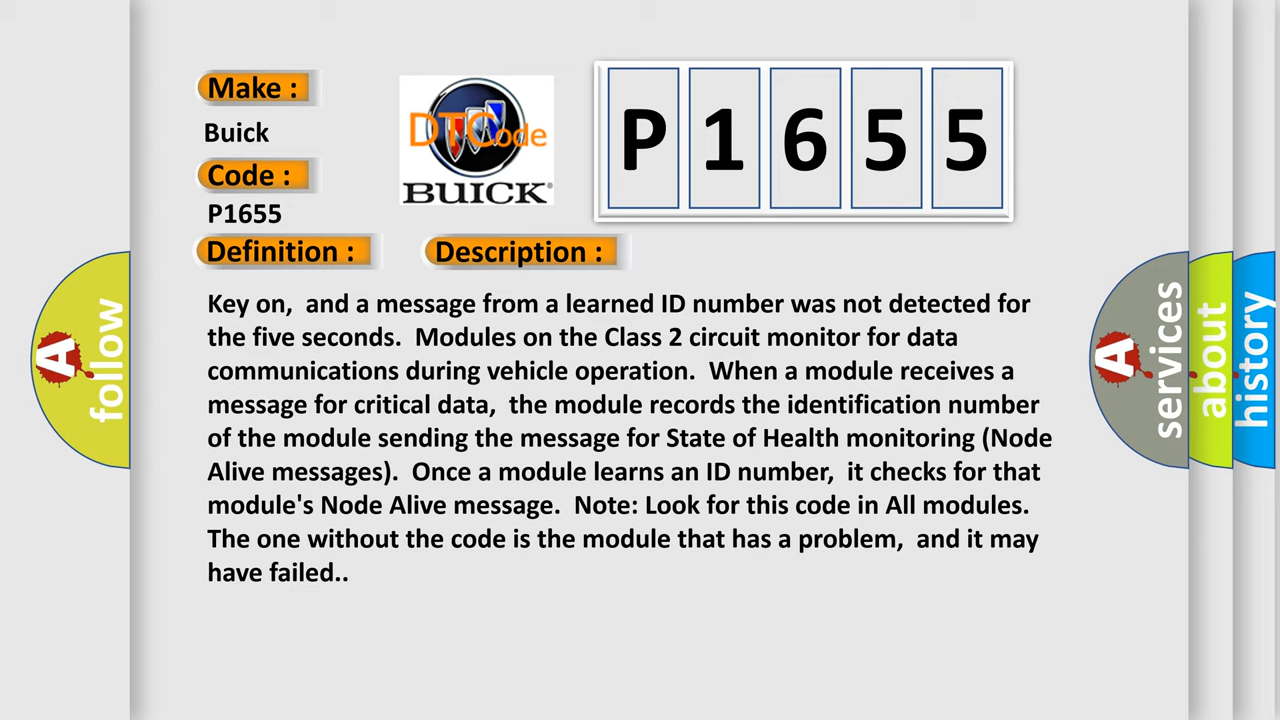 Make :
Buick
Code :
P1655
DTCode
BUICK®
P 1 6 5 5
Definition :
Description :
Key on, and a message from a learned ID number was not detected for
the five seconds. Modules on the Class 2 circuit monitor for data
communications during vehicle operation. When a module receives a
message for critical data, the module records the identification number
of the module sending the message for State of Health monitoring (Node
Alive messages). Once a module learns an ID number, it checks for that
module's Node Alive message. Note: Look for this code in All modules.
The one without the code is the module that has a problem, and it may
have failed..
A follow
A services
about
history